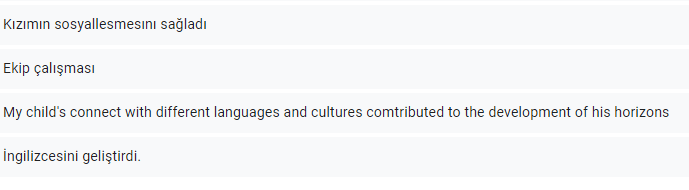 Kızımın sosyallesmesını sağladı
Ekip çalışması
My child's connect with different languages and cultures comtributed to the development of his horizons
İngilizcesini geliştirdi.